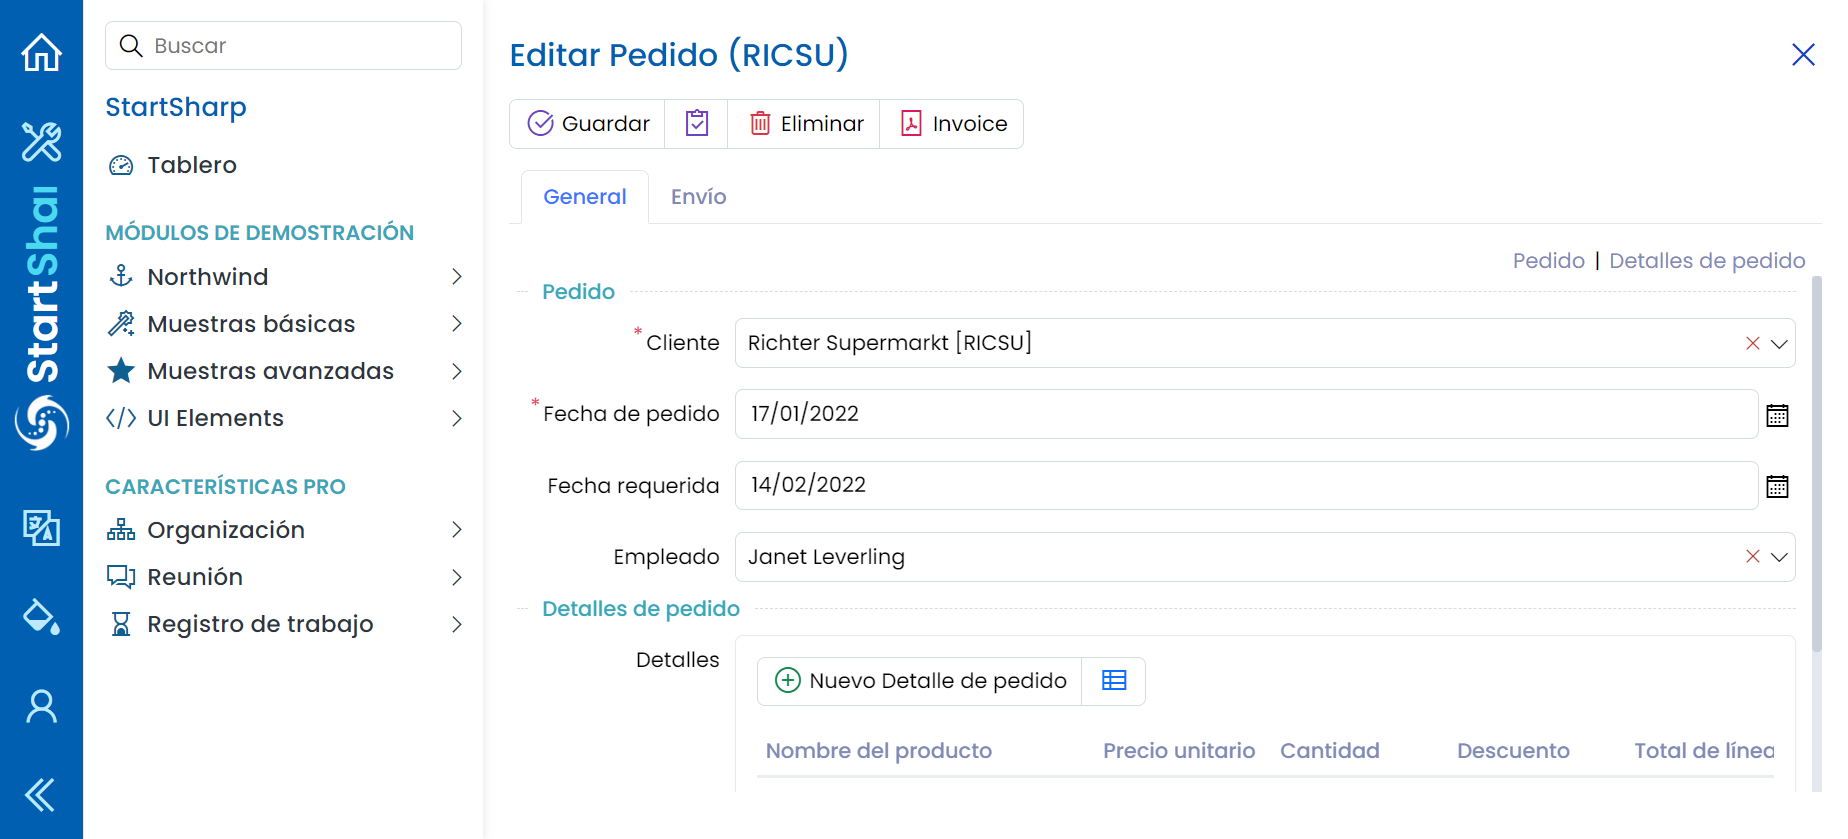 StartShai
Buscar
StartSharp
Tablero
MÓDULOS DE DEMOSTRACIÓN
Northwind
Muestras básicas
Muestras avanzadas
UI Elements
CARACTERÍSTICAS PRO
Organización
Reunión
Registro de trabajo
Editar Pedido (RICSU)
Guardar Eliminar Invoice
General Envío
Pedido | Detalles de pedido
Pedido
* Cliente Richter Supermarkt [RICSU]
* Fecha de pedido 17/01/2022
Fecha requerida 14/02/2022
Empleado Janet Leverling
Detalles de pedido
Detalles
Nuevo Detalle de pedido
Nombre del producto Precio unitario Cantidad Descuento Total de línea